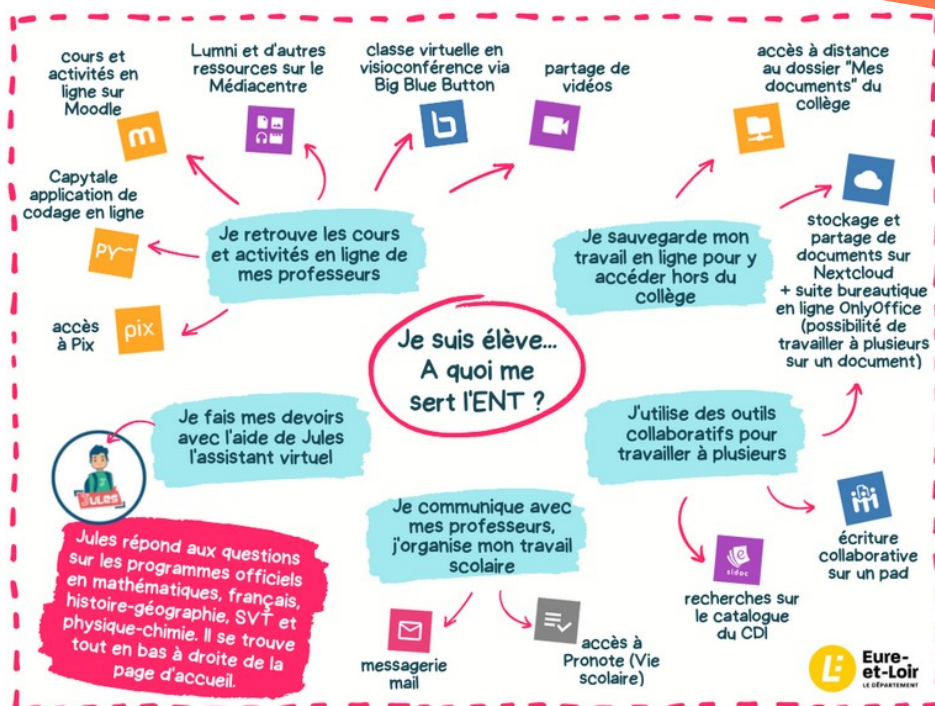 cours et
activités en
ligne sur
Moodle
m
Lumni et d'autres
ressources sur le
Médiacentre
classe virtuelle en
visioconférence via
Big Blue Button
b
partage de
vidéos
accès à distance
au dossier "Mes
documents" du
collège
Capytale
application de
codage en ligne
PY
accès
à Pix
pix
Je retrouve les cours
et activités en ligne de
mes professeurs
Je sauvegarde mon
travail en ligne pour y
accéder hors du
collège
stockage et
partage de
documents sur
Nextcloud
+ suite bureautique
en ligne OnlyOffice
(possibilité de
travailler à plusieurs
sur un document)
Je suis élève...
A quoi me
sert l'ENT ?
Je fais mes devoirs
avec l'aide de Jules
l'assistant virtuel
JULES
Jules répond aux questions
sur les programmes officiels
en mathématiques, français,
histoire-géographie, SVT et
physique-chimie. Il se trouve
tout en bas à droite de la
page d'accueil.
Je communique avec
mes professeurs,
j'organise mon travail
scolaire
messagerie
mail
accès à
Pronote (Vie
scolaire)
J'utilise des outils
collaboratifs pour
travailler à plusieurs
e
sidoc
recherches sur
le catalogue
du CDI
écriture
collaborative
sur un pad
Eure-
et-Loir
LE DÉPARTEMENT